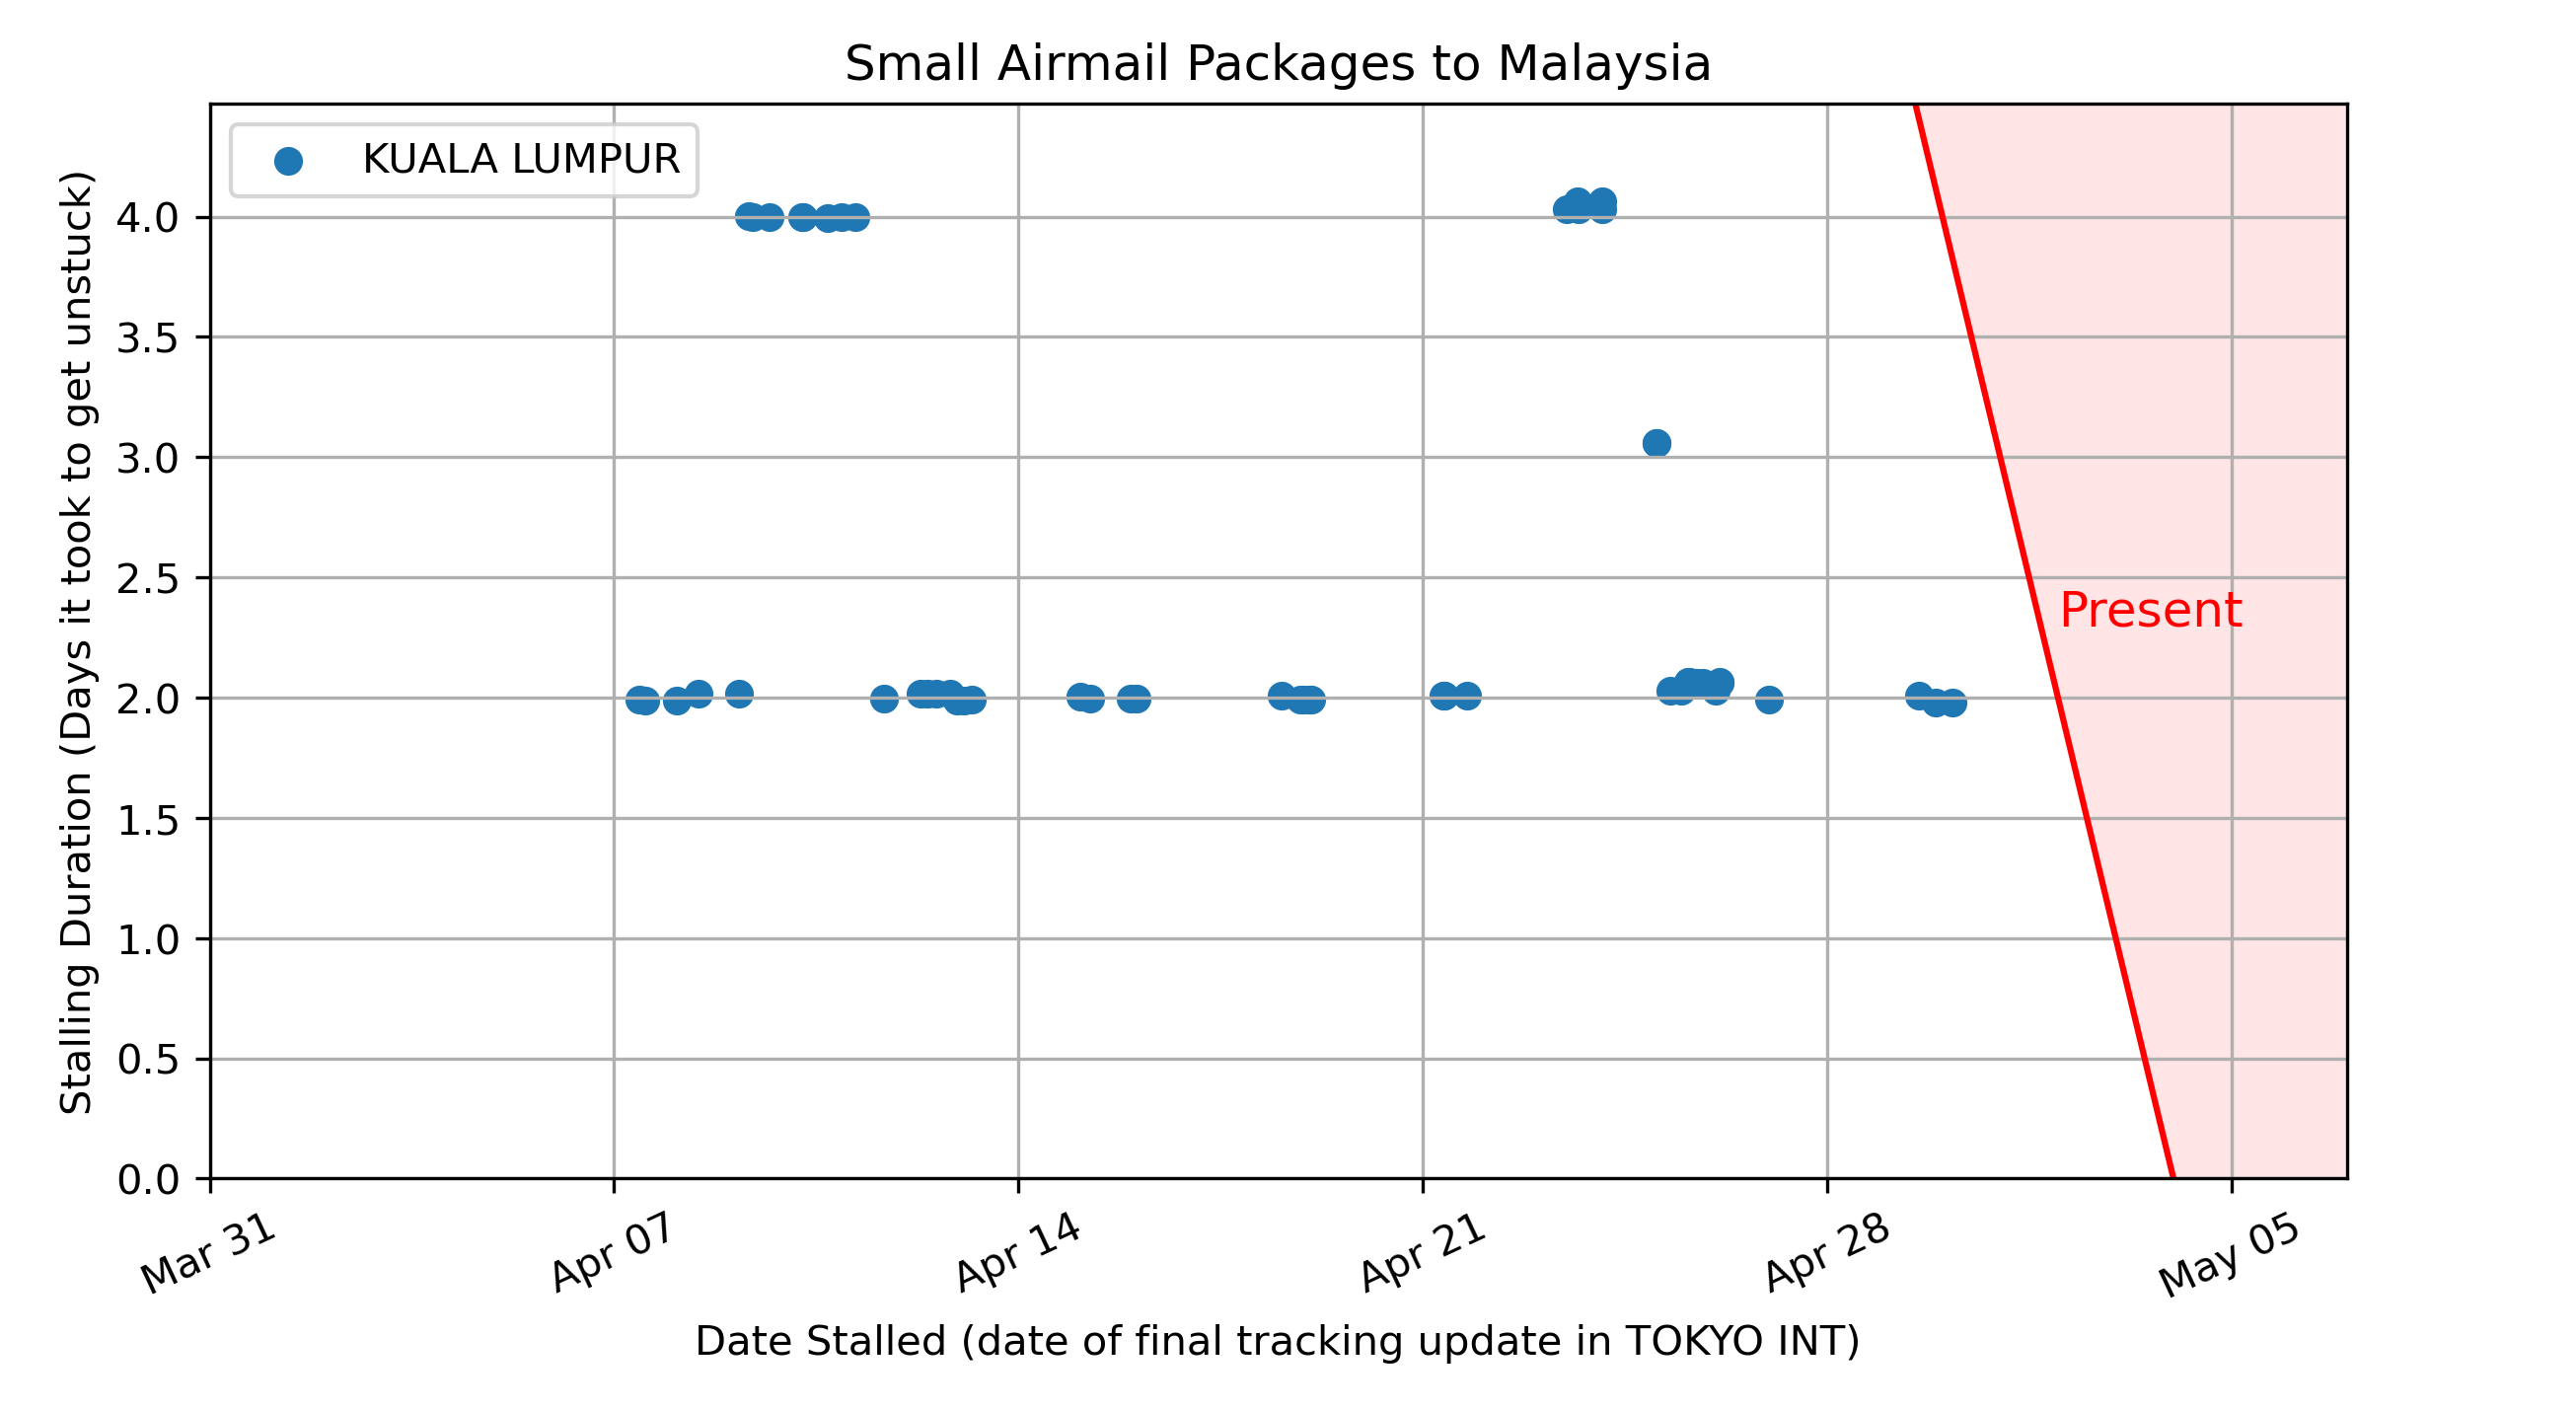 Small Airmail Packages to Malaysia
KUALA LUMPUR
Stalling Duration (Days it took to get unstuck)
4.0
3.5
3.0
2.5
2.0
1.5
1.0
0.5
0.0
Present
Mar 31
Apr 07
Apr 14
Apr 21
Apr 28
May 05
Date Stalled (date of final tracking update in TOKYO INT)